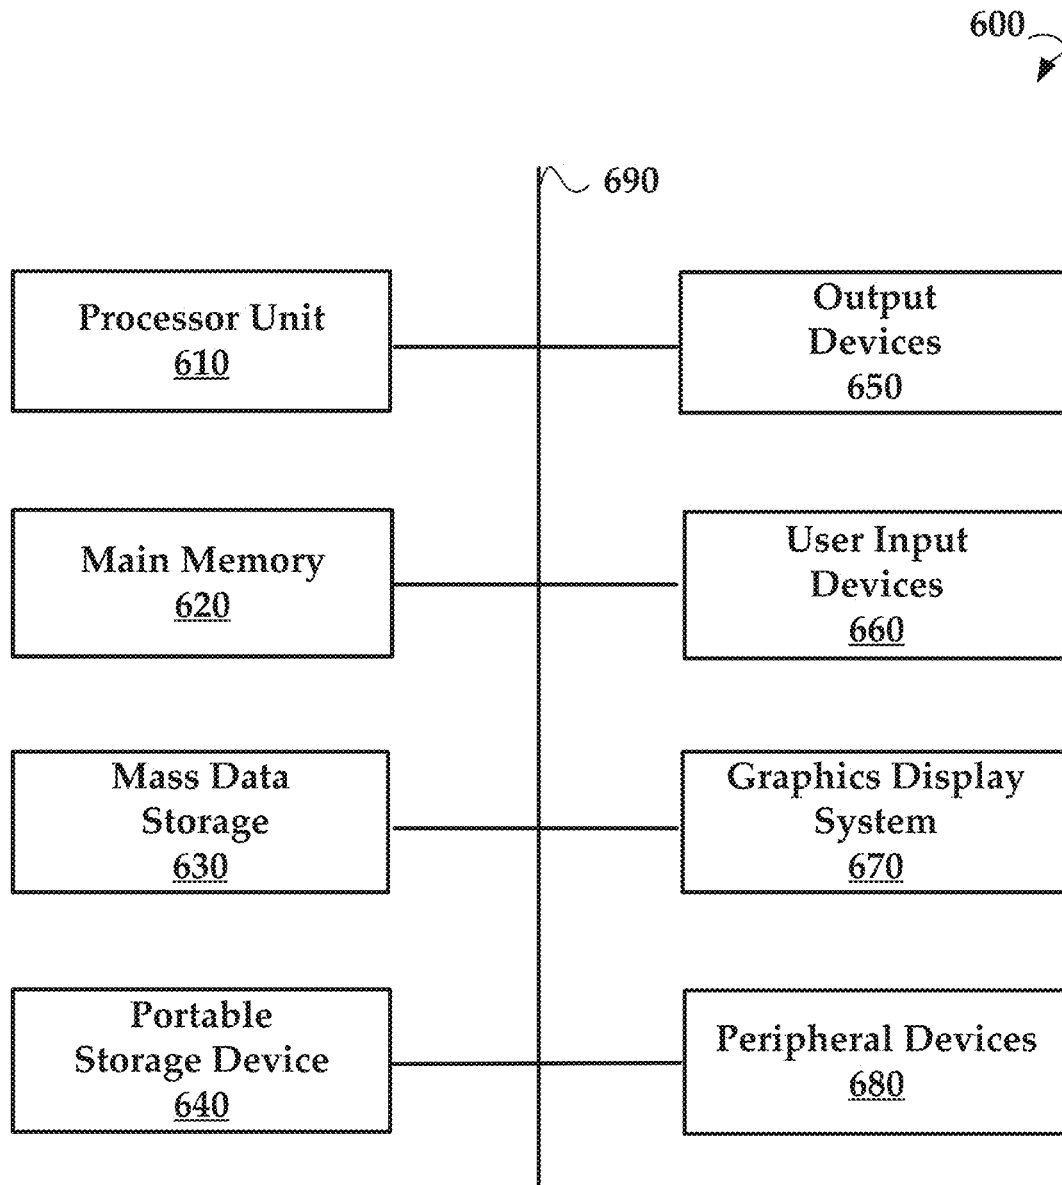 600
690
Processor Unit
610
Output
Devices
650
Main Memory
620
User Input
Devices
660
Mass Data
Storage
630
Graphics Display
System
670
Portable
Storage Device
640
Peripheral Devices
680